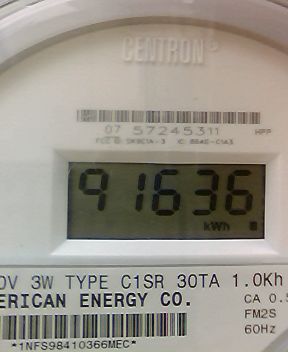 CENTRON®
07 57245311 HPP
91636
kWh
0V 3W TYPE C1SR 30TA 1.0Kh
CA 0.5
ERICAN ENERGY CO.
FM2S
60Hz
*1NFS98410366MEC*